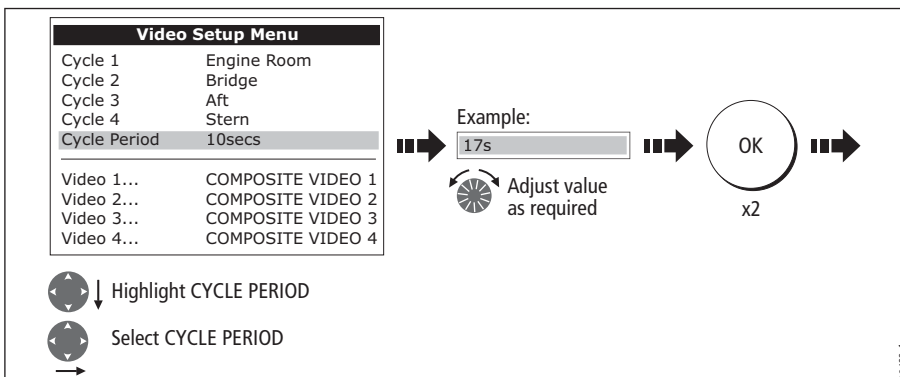 Video Setup Menu
Cycle 1 Engine Room
Cycle 2 Bridge
Cycle 3 Aft
Cycle 4 Stern
Cycle Period 10secs
Video 1... COMPOSITE VIDEO 1
Video 2... COMPOSITE VIDEO 2
Video 3... COMPOSITE VIDEO 3
Video 4... COMPOSITE VIDEO 4
Highlight CYCLE PERIOD
Select CYCLE PERIOD
Example:
17s
Adjust value
as required
OK
x2